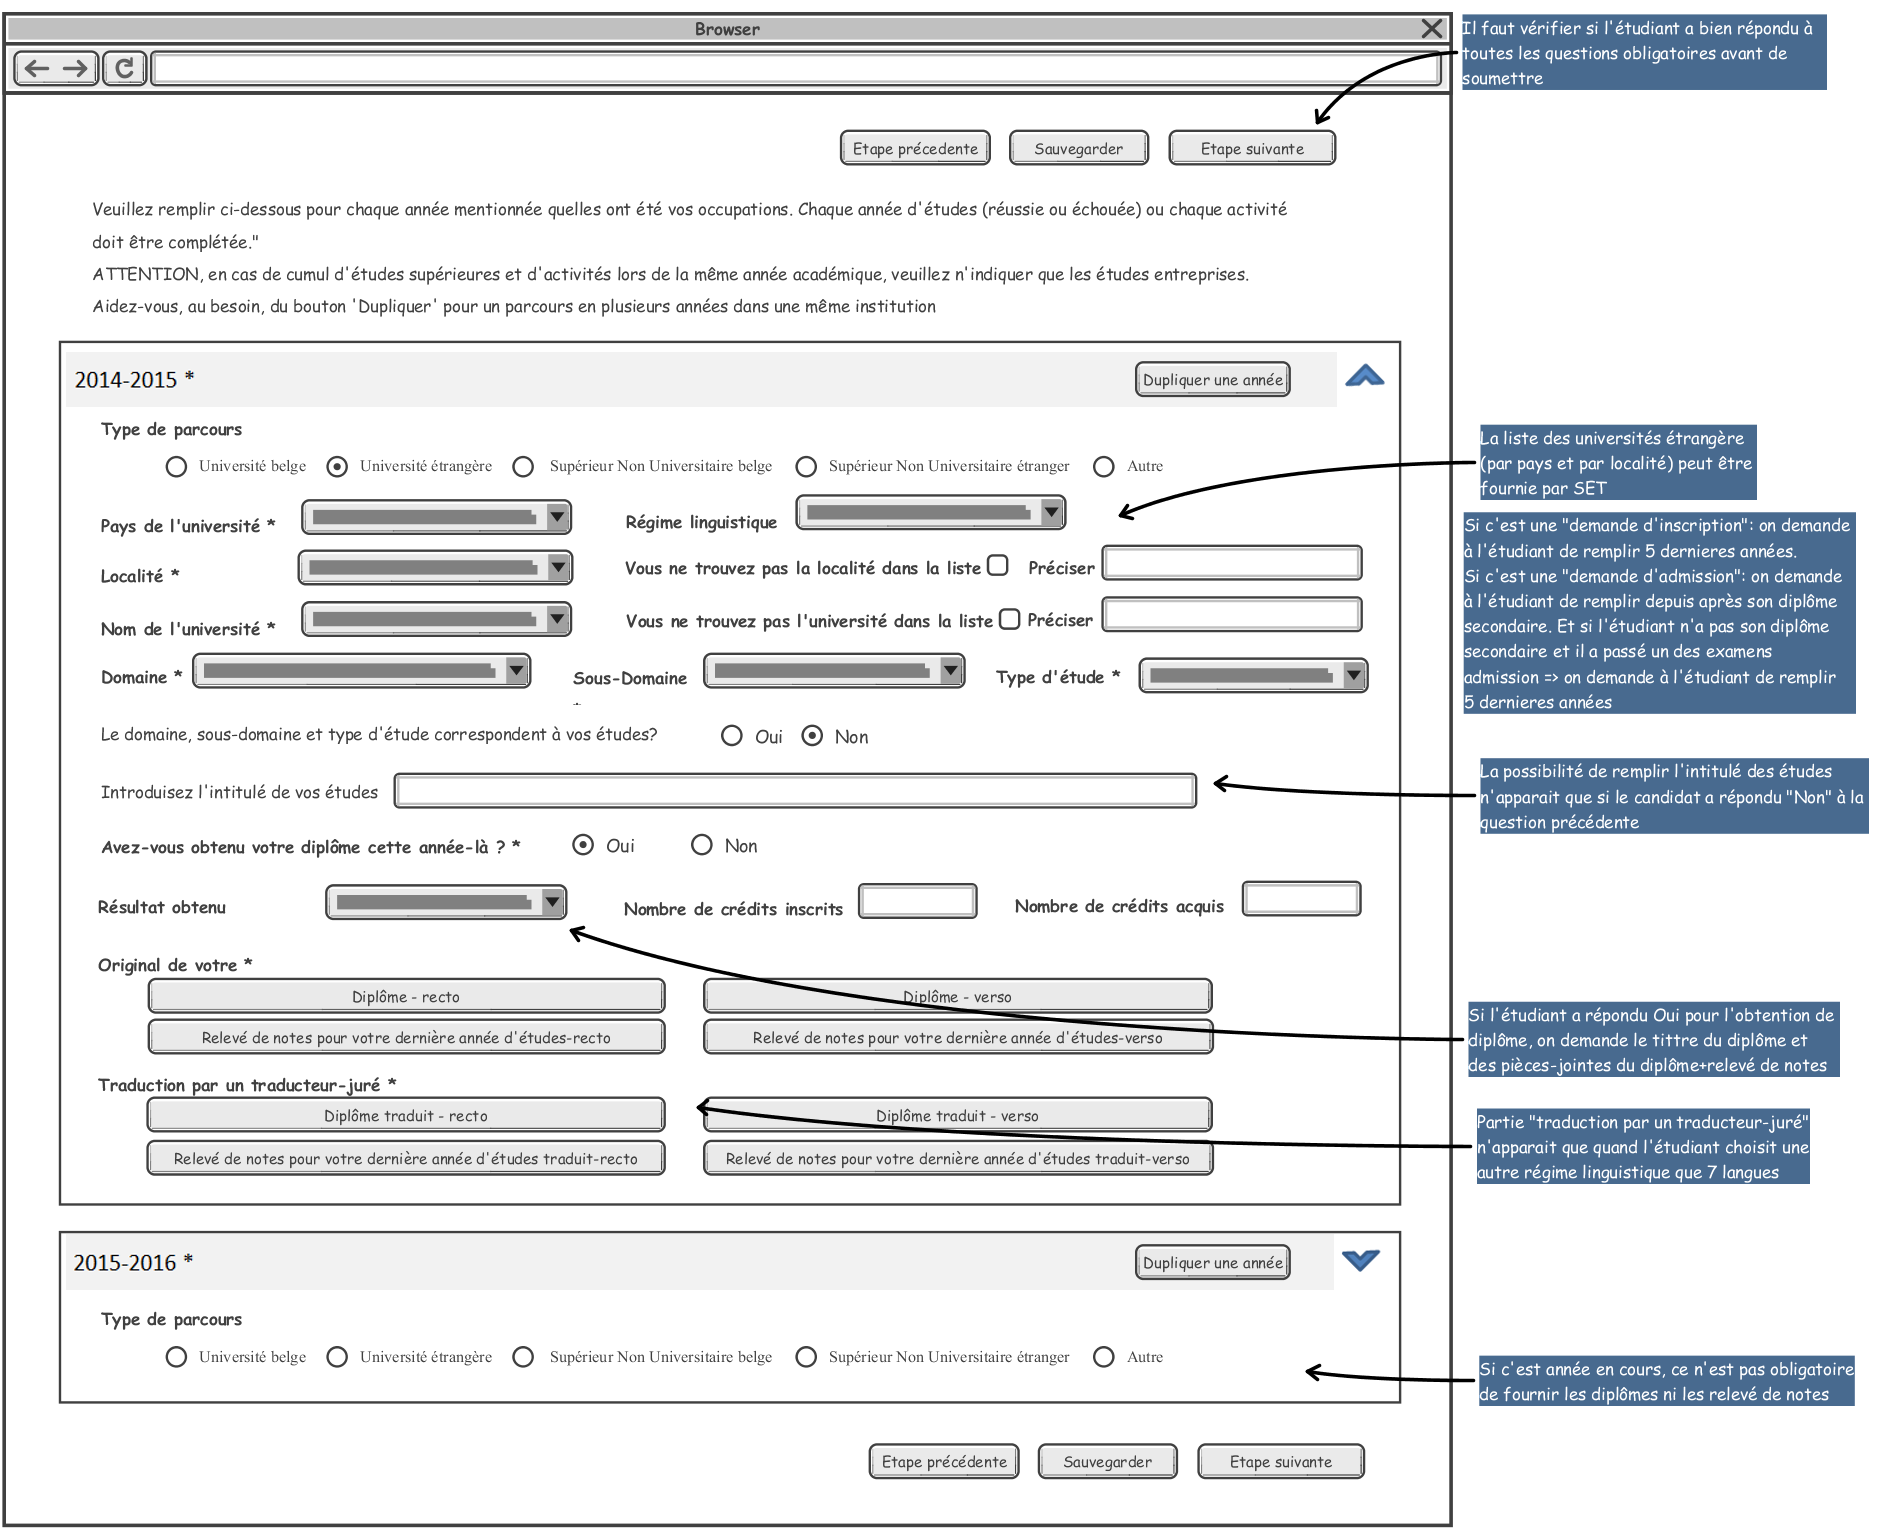 Browser
Il faut vérifier si l'étudiant a bien répondu à
toutes les questions obligatoires avant de
soumettre
Etape précedente Sauvegarder Etape suivante
Veuillez remplir ci-dessous pour chaque année mentionnée quelles ont été vos occupations. Chaque année d'études (réussie ou échouée) ou chaque activité
doit être complétée."
ATTENTION, en cas de cumul d'études supérieures et d'activités lors de la même année académique, veuillez n'indiquer que les études entreprises.
Aidez-vous, au besoin, du bouton 'Dupliquer' pour un parcours en plusieurs années dans une même institution
2014-2015 * Dupliquer une année
Type de parcours
Université belge Université étrangère Supérieur Non Universitaire belge Supérieur Non Universitaire étranger Autre
La liste des universités étrangère
(par pays et par localité) peut être
fournie par SET
Pays de l'université * Régime linguistique
Localité * Vous ne trouvez pas la localité dans la liste Préciser
Nom de l'université * Vous ne trouvez pas l'université dans la liste Préciser
Domaine * Sous-Domaine Type d'étude *
*
Si c'est une "demande d'inscription": on demande
à l'étudiant de remplir 5 dernieres années.
Si c'est une "demande d'admission": on demande
à l'étudiant de remplir depuis après son diplôme
secondaire. Et si l'étudiant n'a pas son diplôme
secondaire et il a passé un des examens
admission => on demande à l'étudiant de remplir
5 dernieres années
Le domaine, sous-domaine et type d'étude correspondent à vos études? Oui Non
Introduisez l'intitulé de vos études
La possibilité de remplir l'intitulé des études
n'apparait que si le candidat a répondu "Non" à la
question précédente
Avez-vous obtenu votre diplôme cette année-là ? * Oui Non
Résultat obtenu Nombre de crédits inscrits Nombre de crédits acquis
Original de votre *
Diplôme - recto Diplôme - verso
Relevé de notes pour votre dernière année d'études-recto Relevé de notes pour votre dernière année d'études-verso
Si l'étudiant a répondu Oui pour l'obtention de
diplôme, on demande le tittre du diplôme et
des pièces-jointes du diplôme+relevé de notes
Traduction par un traducteur-juré *
Diplôme traduit - recto Diplôme traduit - verso
Relevé de notes pour votre dernière année d'études traduit-recto Relevé de notes pour votre dernière année d'études traduit-verso
Partie "traduction par un traducteur-juré"
n'apparait que quand l'étudiant choisit une
autre régime linguistique que 7 langues
2015-2016 * Dupliquer une année
Type de parcours
Université belge Université étrangère Supérieur Non Universitaire belge Supérieur Non Universitaire étranger Autre
Si c'est année en cours, ce n'est pas obligatoire
de fournir les diplômes ni les relevé de notes
Etape précédente Sauvegarder Etape suivante